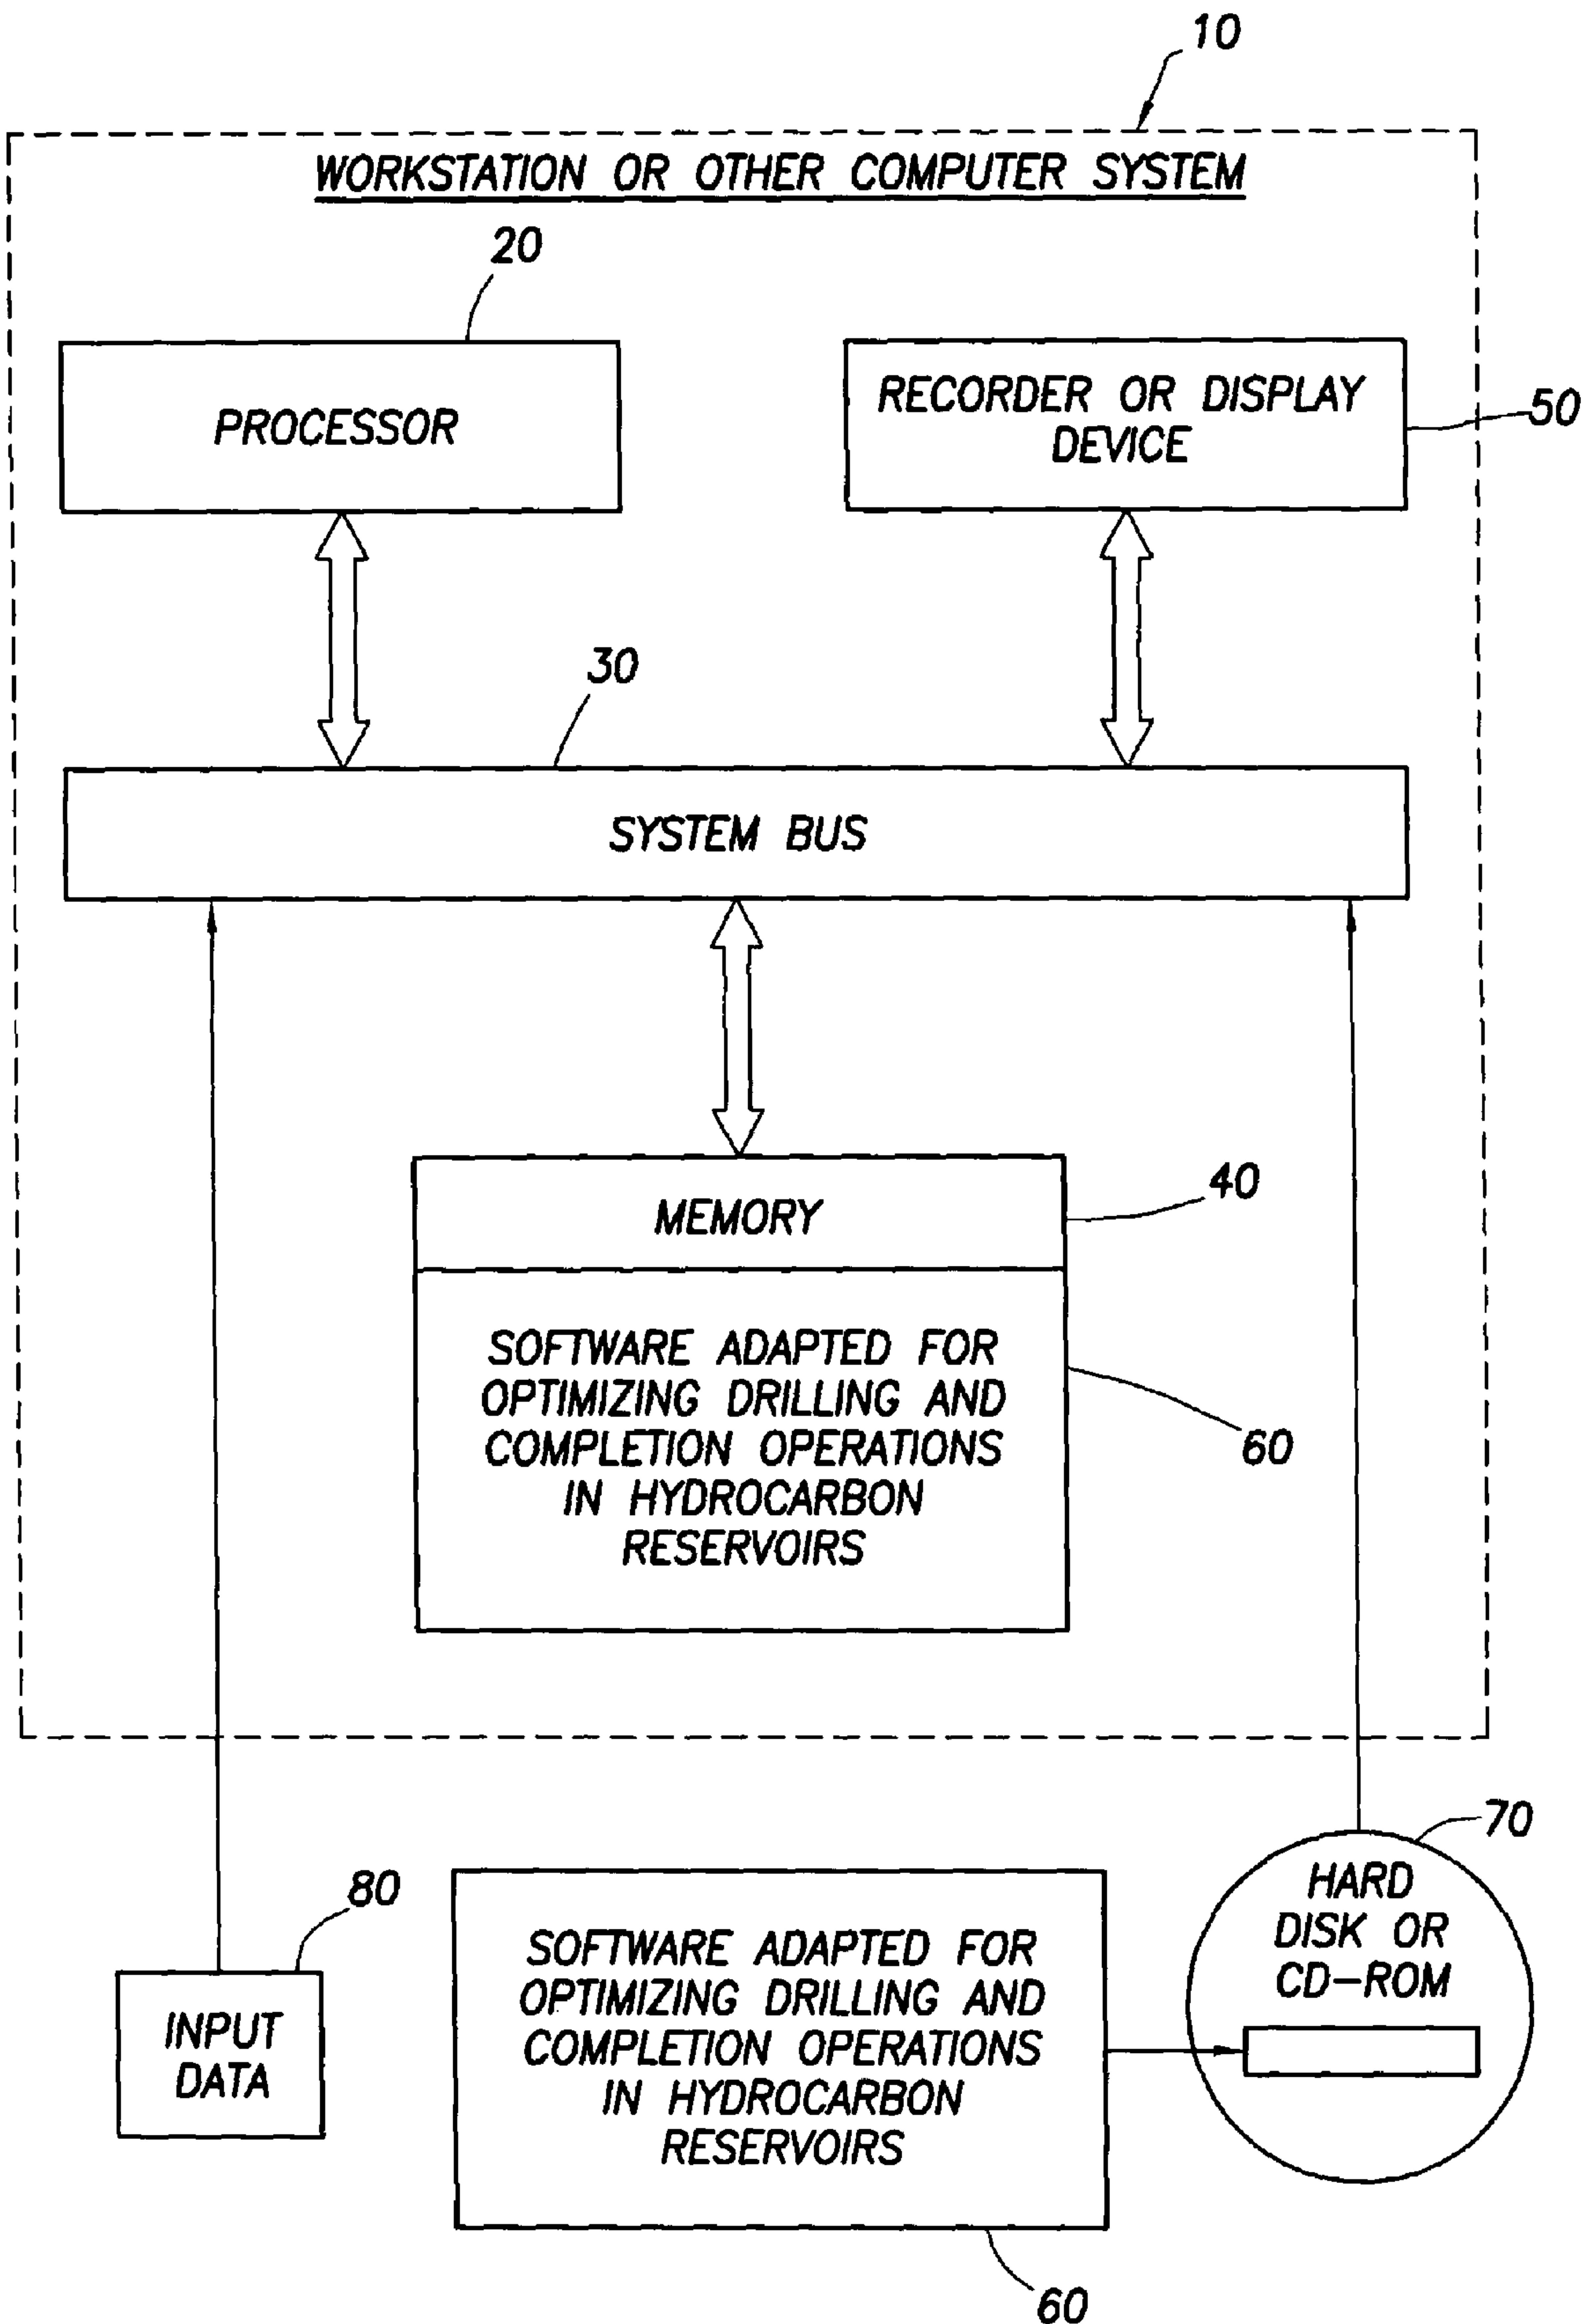 10
WORKSTATION OR OTHER COMPUTER SYSTEM
20
PROCESSOR
RECORDER OR DISPLAY
DEVICE
50
30
SYSTEM BUS
MEMORY
40
SOFTWARE ADAPTED FOR
OPTIMIZING DRILLING AND
COMPLETION OPERATIONS
IN HYDROCARBON
RESERVOIRS
60
70
HARD
DISK OR
CD-ROM
80
INPUT
DATA
SOFTWARE ADAPTED FOR
OPTIMIZING DRILLING AND
COMPLETION OPERATIONS
IN HYDROCARBON
RESERVOIRS
60